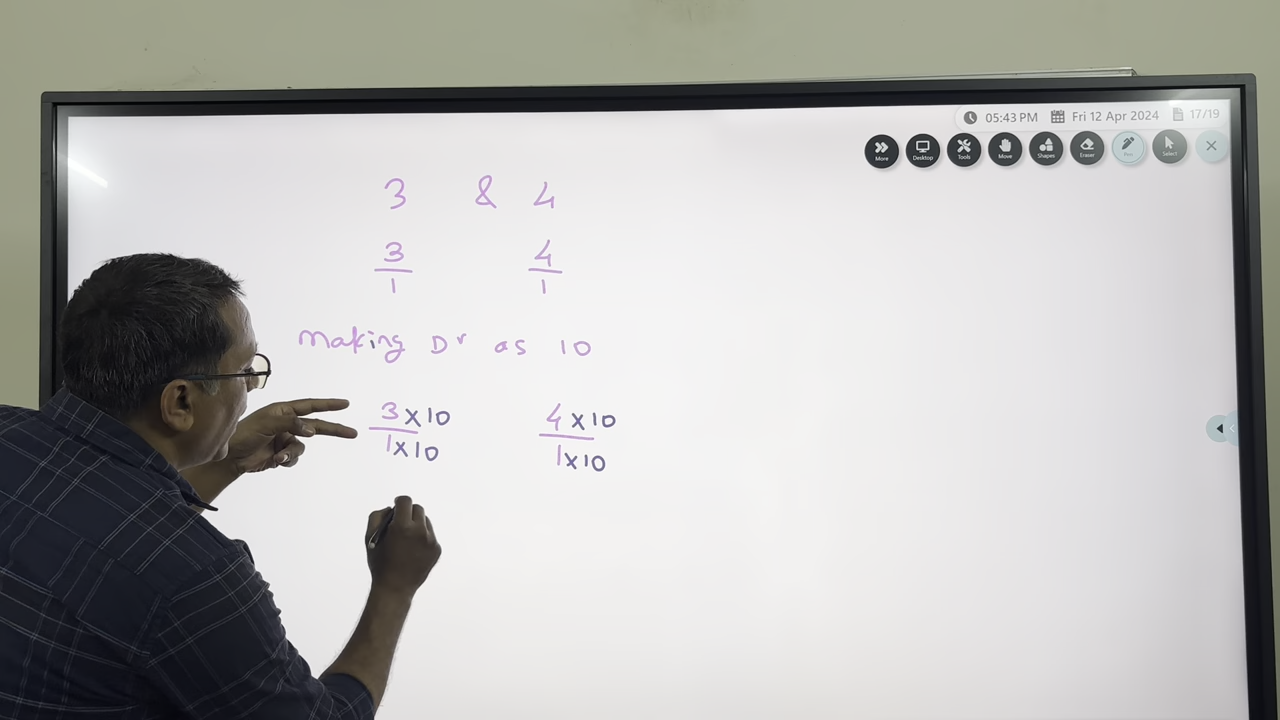 05:43 PM Fri 12 Apr 2024 17/19
More Desktop Tools Move Shapes Eraser Pen Select
3 & 4
3 4
1 1
making Dr as 10
3x10 4x10
1x10 1x10